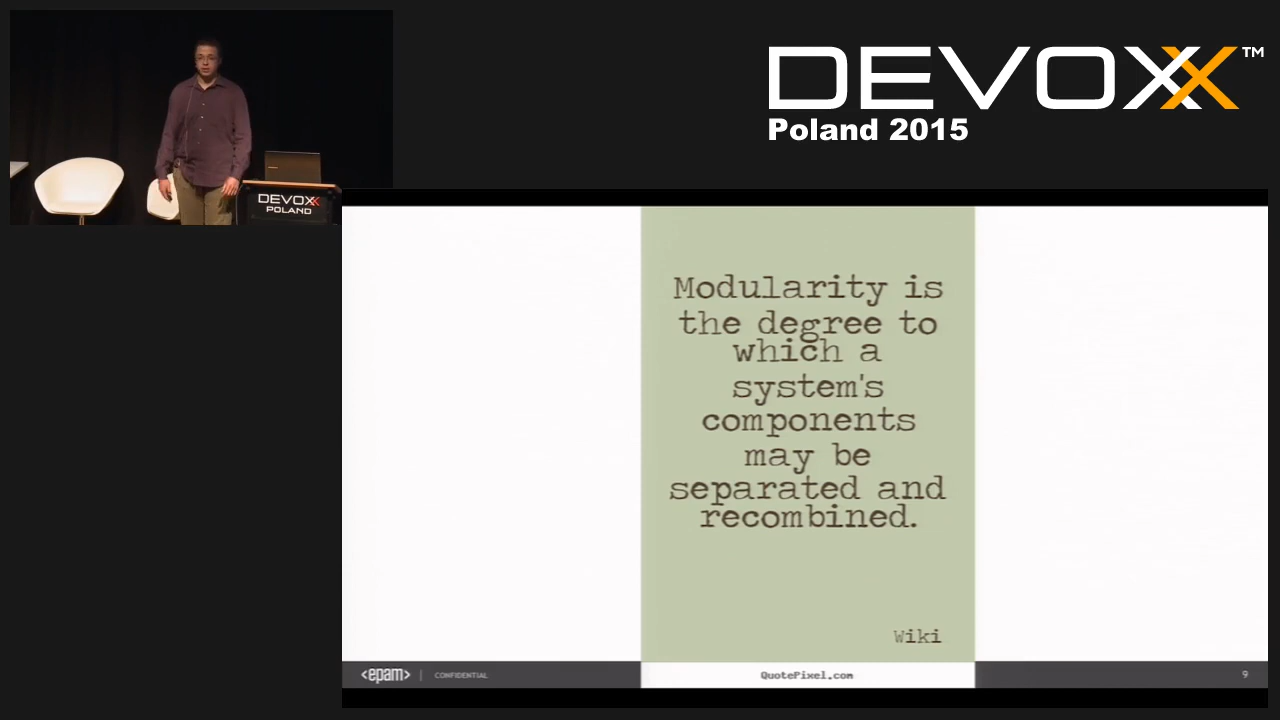 DEVOXX™
Poland 2015
DEVOXX
POLAND
Modularity is
the degree to
which a
system's
components
may be
separated and
recombined.
Wiki
<epam> | CONFIDENTIAL
QuotePixel.com
9